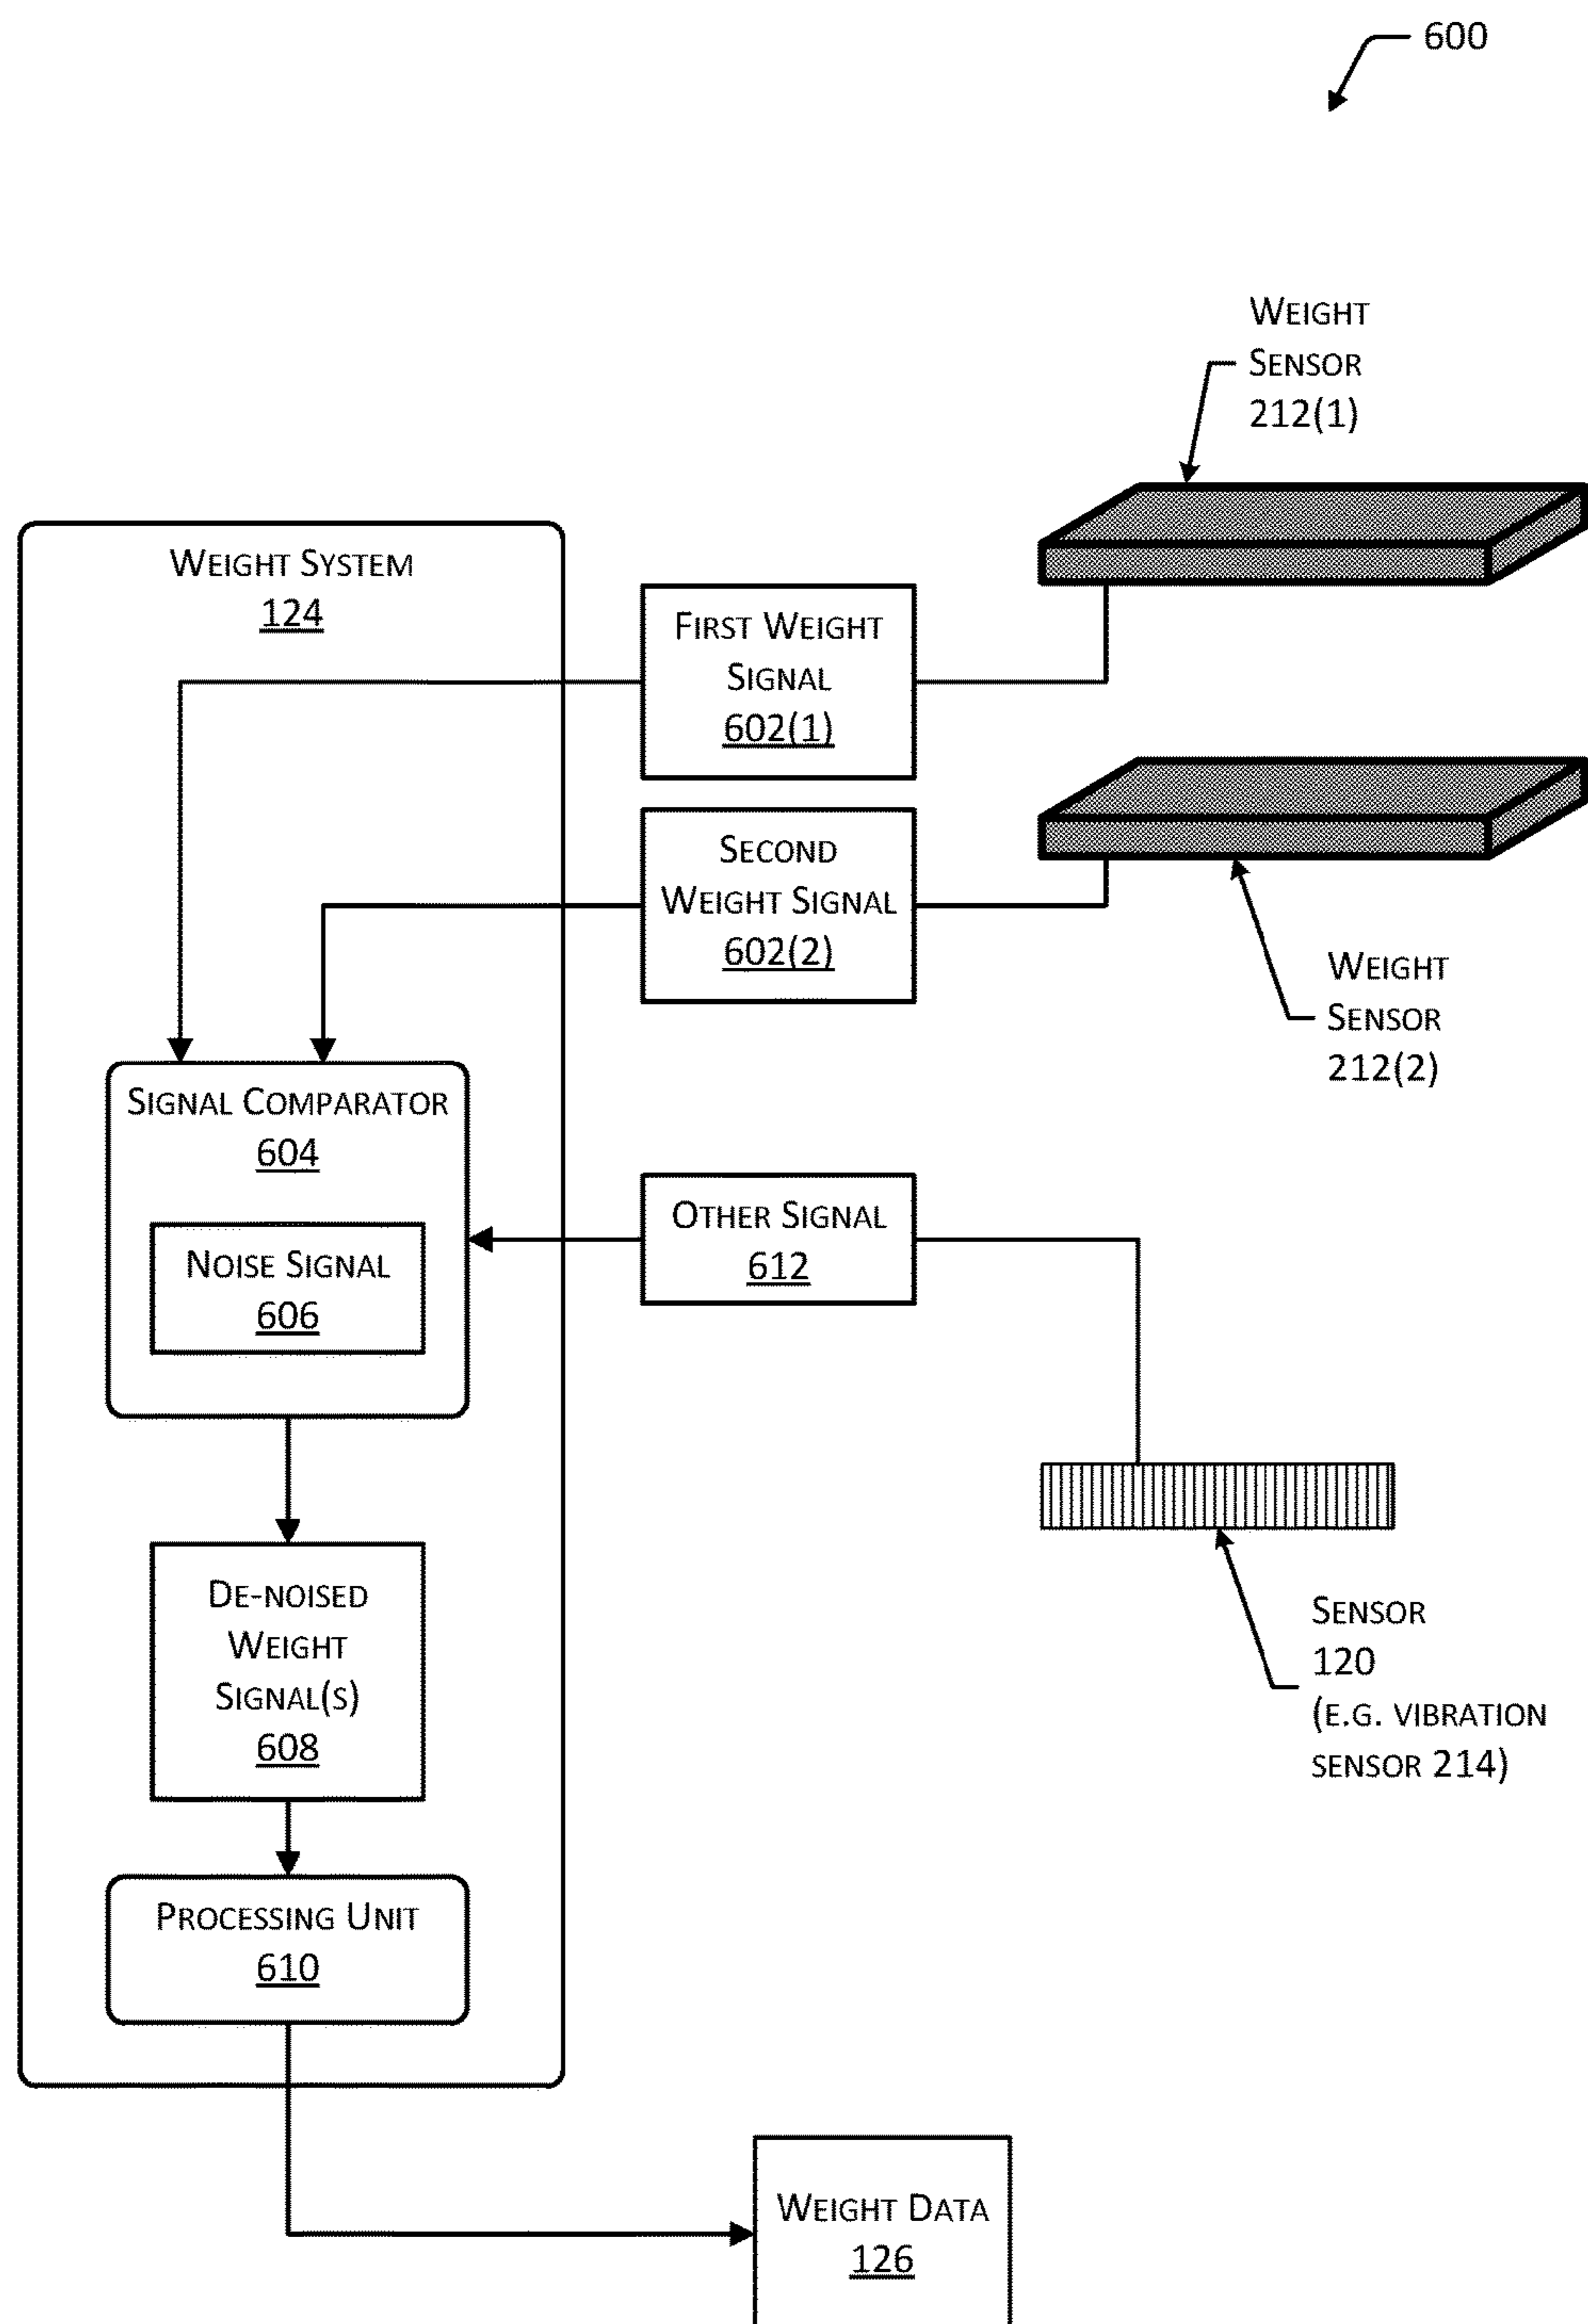 600
WEIGHT
SENSOR
212(1)
WEIGHT SYSTEM
124
FIRST WEIGHT
SIGNAL
602(1)
SECOND
WEIGHT SIGNAL
602(2)
WEIGHT
SENSOR
212(2)
SIGNAL COMPARATOR
604
NOISE SIGNAL
606
OTHER SIGNAL
612
DE-NOISED
WEIGHT
SIGNAL(S)
608
SENSOR
120
(E.G. VIBRATION
SENSOR 214)
PROCESSING UNIT
610
WEIGHT DATA
126